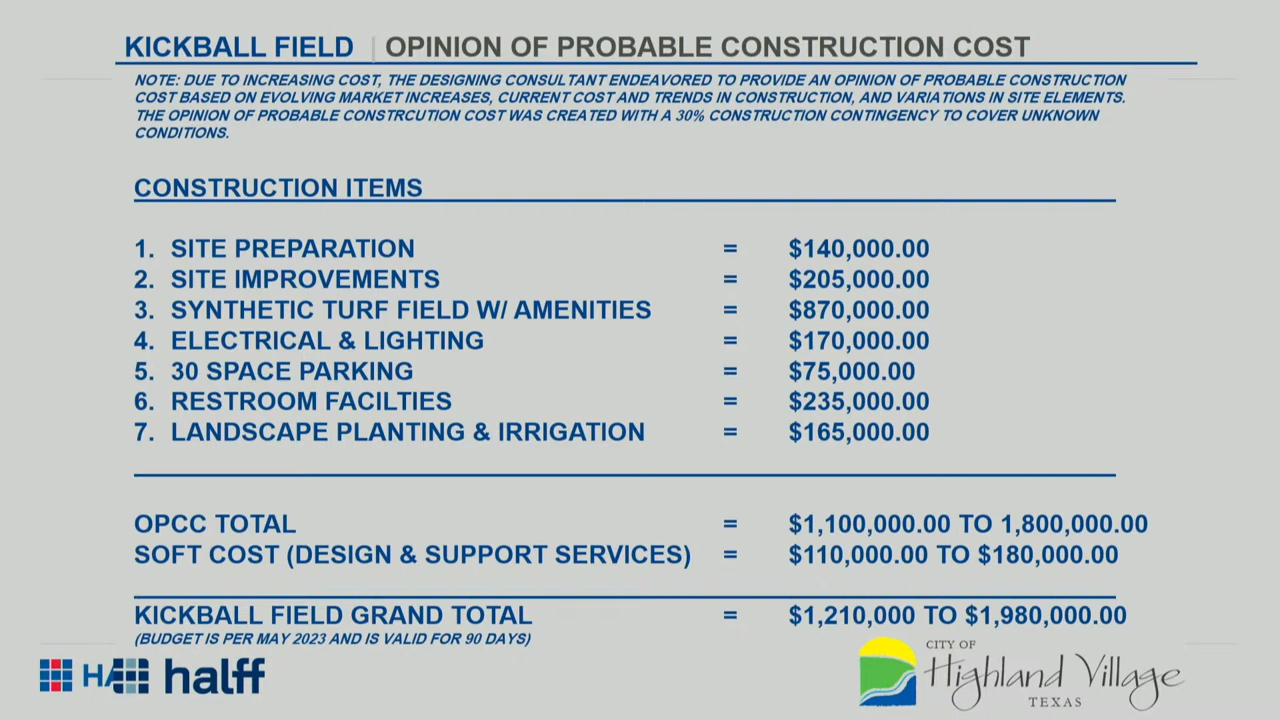 KICKBALL FIELD | OPINION OF PROBABLE CONSTRUCTION COST
NOTE: DUE TO INCREASING COST, THE DESIGNING CONSULTANT ENDEAVORED TO PROVIDE AN OPINION OF PROBABLE CONSTRUCTION
COST BASED ON EVOLVING MARKET INCREASES, CURRENT COST AND TRENDS IN CONSTRUCTION, AND VARIATIONS IN SITE ELEMENTS.
THE OPINION OF PROBABLE CONSTRCUTION COST WAS CREATED WITH A 30% CONSTRUCTION CONTINGENCY TO COVER UNKNOWN
CONDITIONS.
CONSTRUCTION ITEMS
1. SITE PREPARATION = $140,000.00
2. SITE IMPROVEMENTS = $205,000.00
3. SYNTHETIC TURF FIELD W/ AMENITIES = $870,000.00
4. ELECTRICAL & LIGHTING = $170,000.00
5. 30 SPACE PARKING = $75,000.00
6. RESTROOM FACILTIES = $235,000.00
7. LANDSCAPE PLANTING & IRRIGATION = $165,000.00
OPCC TOTAL = $1,100,000.00 TO 1,800,000.00
SOFT COST (DESIGN & SUPPORT SERVICES) = $110,000.00 TO $180,000.00
KICKBALL FIELD GRAND TOTAL = $1,210,000 TO $1,980,000.00
(BUDGET IS PER MAY 2023 AND IS VALID FOR 90 DAYS)
HA halff
CITY OF
Highland Village
TEXAS